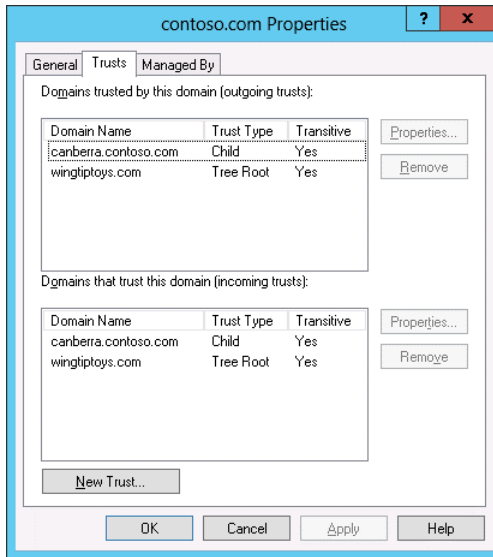 contoso.com Properties
? x
General Trusts Managed By
Domains trusted by this domain (outgoing trusts):
Domain Name Trust Type Transitive
canberra.contoso.com Child Yes
wingtiptoys.com Tree Root Yes
Properties...
Remove
Domains that trust this domain (incoming trusts):
Domain Name Trust Type Transitive
canberra.contoso.com Child Yes
wingtiptoys.com Tree Root Yes
Properties...
Remove
New Trust...
OK Cancel Apply Help